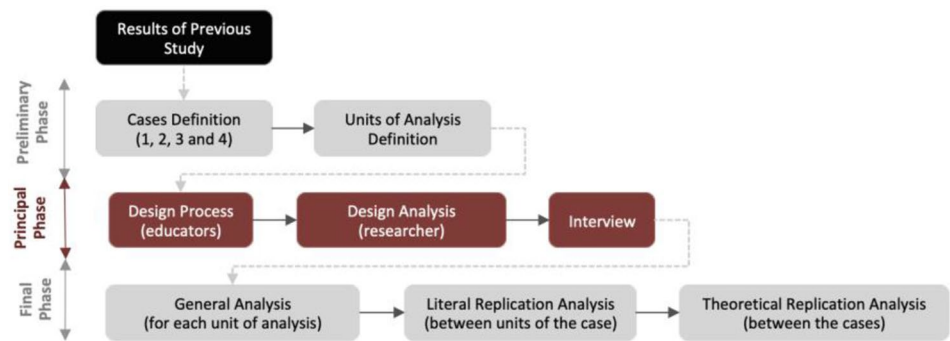 Results of Previous
Study
Preliminary
Phase
Cases Definition
(1, 2, 3 and 4)
Units of Analysis
Definition
Principal
Phase
Design Process
(educators)
Design Analysis
(researcher)
Interview
Final
Phase
General Analysis
(for each unit of analysis)
Literal Replication Analysis
(between units of the case)
Theoretical Replication Analysis
(between the cases)